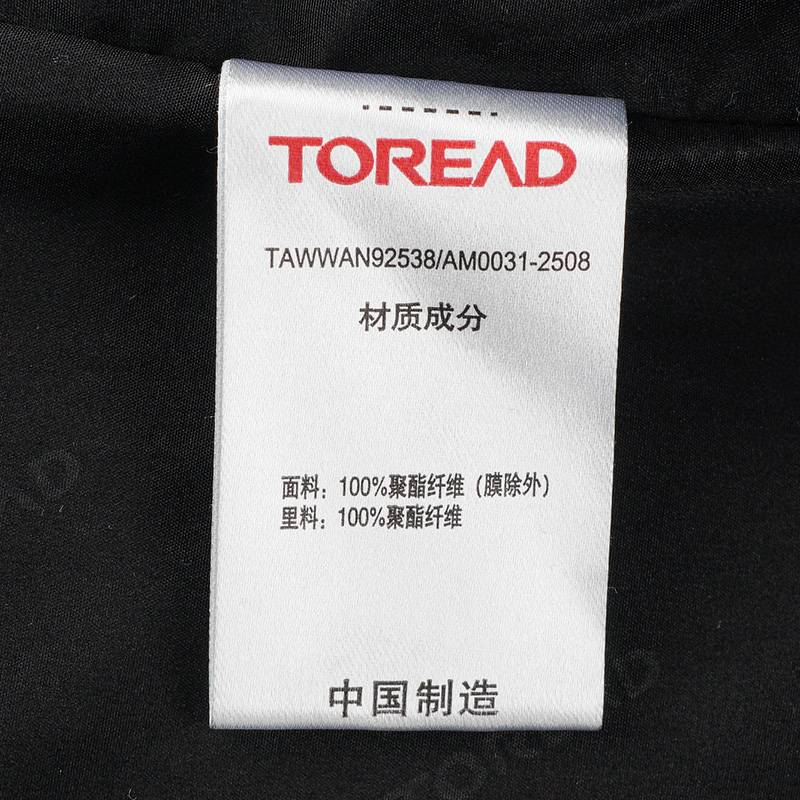 TOREAD
TAWWAN92538/AM0031-2508
材质成分
面料：100%聚酯纤维（膜除外）
里料：100%聚酯纤维
中国制造